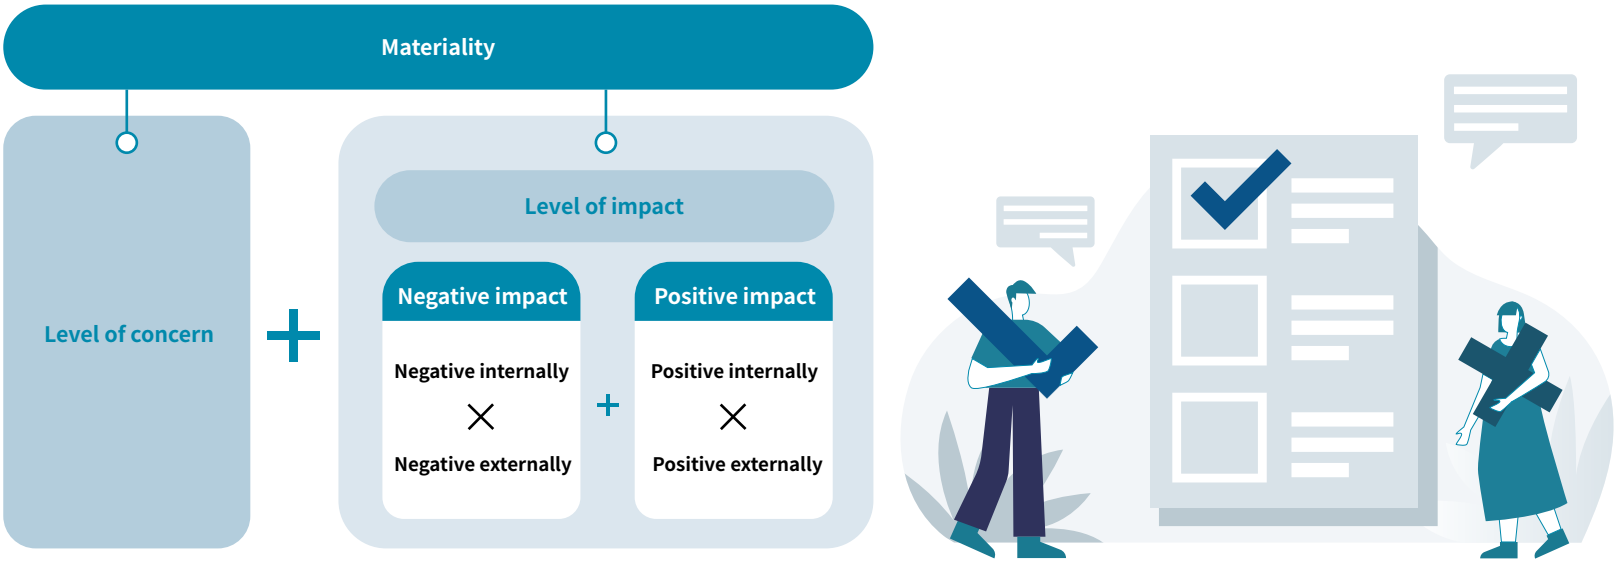 Materiality
Level of concern
Level of impact
Negative impact
Negative internally
Negative externally
Positive impact
Positive internally
Positive externally